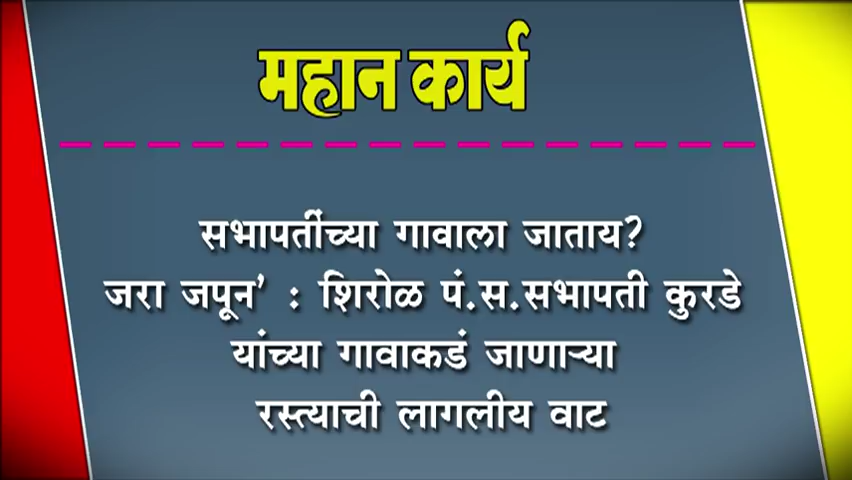 महान कार्य
सभापतींच्या गावाला जाताय?
जरा जपून' : शिरोळ पं.स.सभापती कुरडे
यांच्या गावाकडं जाणाऱ्या
रस्त्याची लागलीय वाट